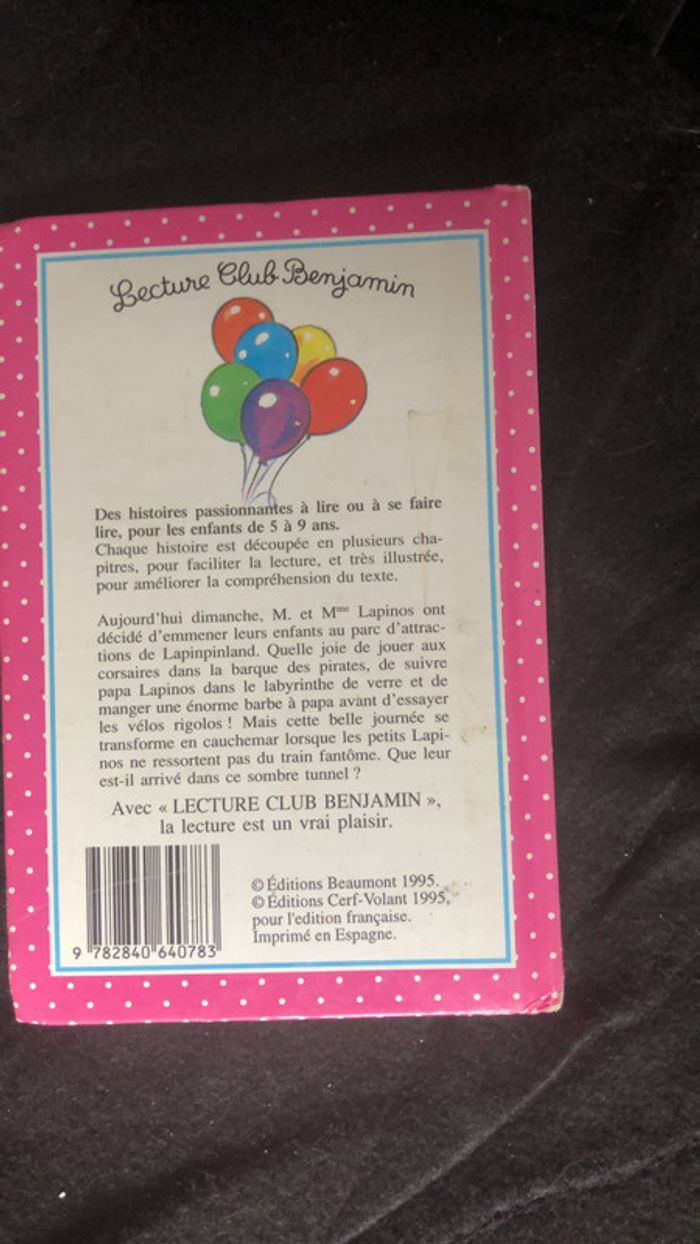 Lecture Club Benjamin
Des histoires passionnantes à lire ou à se faire
lire, pour les enfants de 5 à 9 ans.
Chaque histoire est découpée en plusieurs cha-
pitres, pour faciliter la lecture, et très illustrée,
pour améliorer la compréhension du texte.
Aujourd'hui dimanche, M. et Mme Lapinos ont
décidé d'emmener leurs enfants au parc d'attrac-
tions de Lapinpinland. Quelle joie de jouer aux
corsaires dans la barque des pirates, de suivre
papa Lapinos dans le labyrinthe de verre et de
manger une énorme barbe à papa avant d'essayer
les vélos rigolos ! Mais cette belle journée se
transforme en cauchemar lorsque les petits Lapi-
nos ne ressortent pas du train fantôme. Que leur
est-il arrivé dans ce sombre tunnel ?
Avec « LECTURE CLUB BENJAMIN »,
la lecture est un vrai plaisir.
© Éditions Beaumont 1995.
© Éditions Cerf-Volant 1995,
pour l'edition française.
Imprimé en Espagne.
9 782840 640783